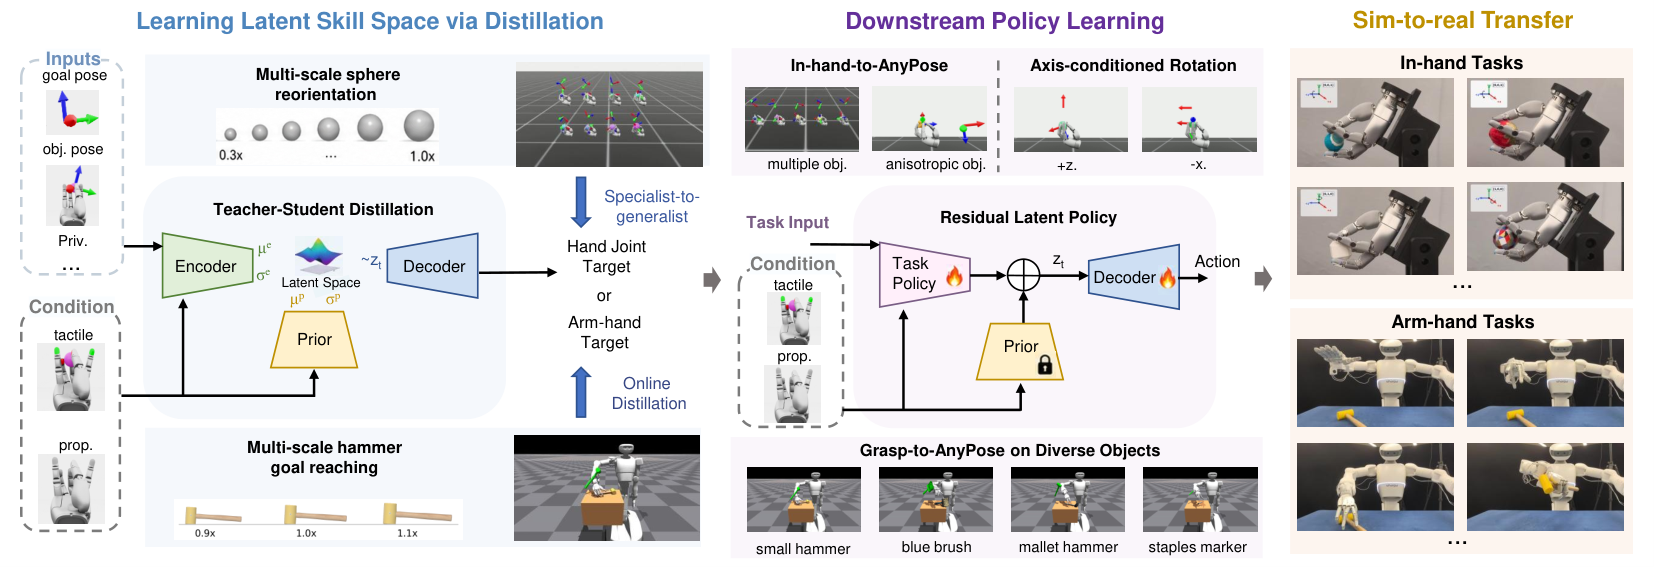 Learning Latent Skill Space via Distillation
Inputs
goal pose
obj. pose
Priv.
...
Condition
tactile
prop.
Multi-scale sphere
reorientation
0.3x
...
1.0x
Teacher-Student Distillation
Encoder
μᵉ
σᵉ
Latent Space
μᵖ σᵖ
~zₜ
Decoder
Prior
Specialist-to-
generalist
Hand Joint
Target
or
Arm-hand
Target
Online
Distillation
Multi-scale hammer
goal reaching
0.9x
1.0x
1.1x
Downstream Policy Learning
In-hand-to-AnyPose
multiple obj.
anisotropic obj.
Axis-conditioned Rotation
+z.
-x.
Task Input
Condition
tactile
prop.
Residual Latent Policy
Task
Policy
zₜ
Decoder
Action
Prior
Grasp-to-AnyPose on Diverse Objects
small hammer
blue brush
mallet hammer
staples marker
Sim-to-real Transfer
In-hand Tasks
...
Arm-hand Tasks
...